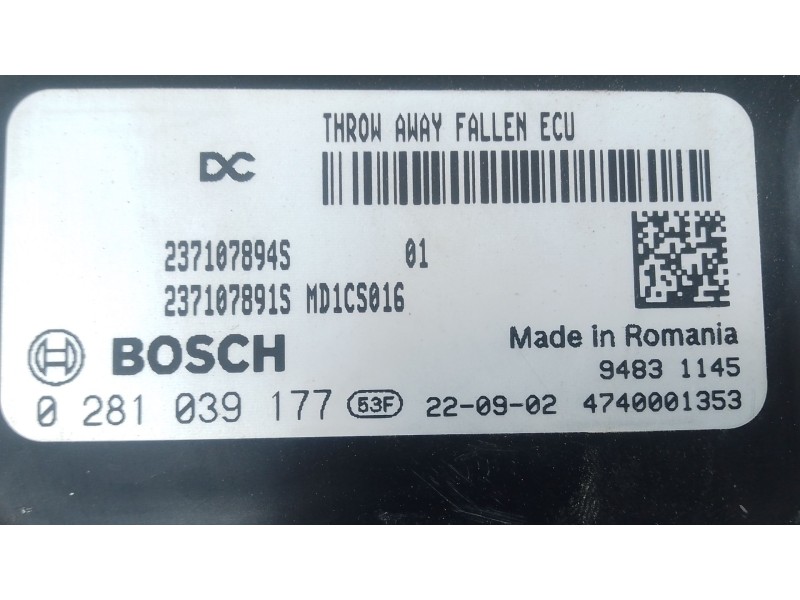 THROW AWAY FALLEN ECU
DC
237107894S 01
237107891S MD1CS016
BOSCH
Made in Romania
9483 1145
0 281 039 177 53F 22-09-02 4740001353